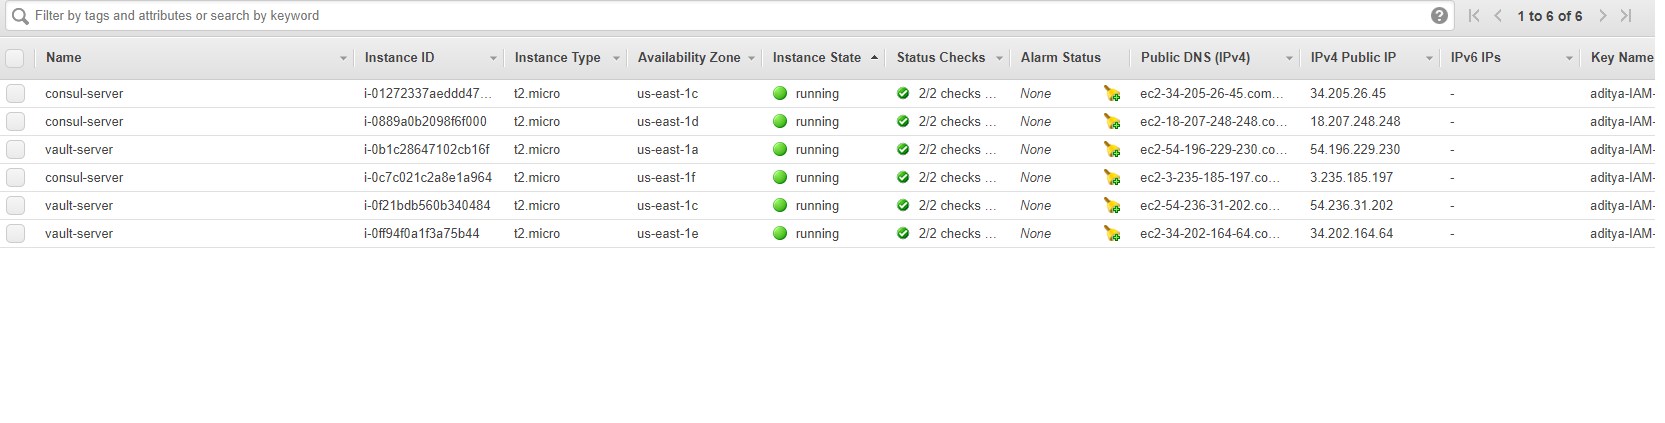 Filter by tags and attributes or search by keyword ? 1 to 6 of 6
Name Instance ID Instance Type Availability Zone Instance State Status Checks Alarm Status Public DNS (IPv4) IPv4 Public IP IPv6 IPs Key Name
consul-server i-01272337aeddd47... t2.micro us-east-1c running 2/2 checks ... None ec2-34-205-26-45.com... 34.205.26.45 - aditya-IAM-
consul-server i-0889a0b2098f6f000 t2.micro us-east-1d running 2/2 checks ... None ec2-18-207-248-248.co... 18.207.248.248 - aditya-IAM-
vault-server i-0b1c28647102cb16f t2.micro us-east-1a running 2/2 checks ... None ec2-54-196-229-230.co... 54.196.229.230 - aditya-IAM-
consul-server i-0c7c021c2a8e1a964 t2.micro us-east-1f running 2/2 checks ... None ec2-3-235-185-197.co... 3.235.185.197 - aditya-IAM-
vault-server i-0f21bdb560b340484 t2.micro us-east-1c running 2/2 checks ... None ec2-54-236-31-202.co... 54.236.31.202 - aditya-IAM-
vault-server i-0ff94f0a1f3a75b44 t2.micro us-east-1e running 2/2 checks ... None ec2-34-202-164-64.co... 34.202.164.64 - aditya-IAM-